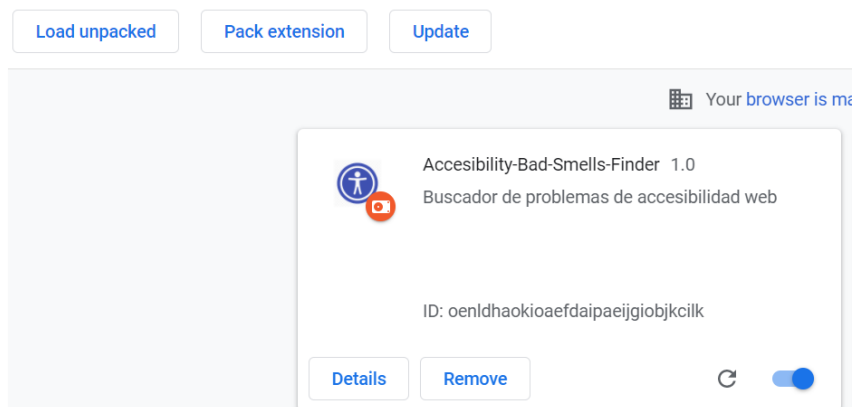 Load unpacked Pack extension Update
Your browser is ma
Accesibility-Bad-Smells-Finder 1.0
Buscador de problemas de accesibilidad web
ID: oenldhaokioaefdaipaeijgiobjkcilk
Details Remove